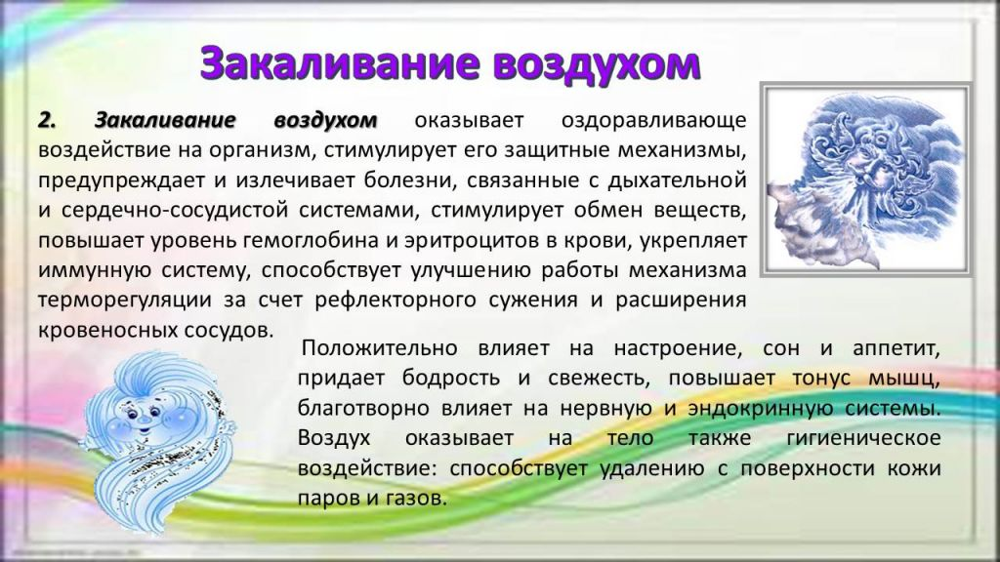 Закаливание воздухом
2. Закаливание воздухом оказывает оздоравливающе
воздействие на организм, стимулирует его защитные механизмы,
предупреждает и излечивает болезни, связанные с дыхательной
и сердечно-сосудистой системами, стимулирует обмен веществ,
повышает уровень гемоглобина и эритроцитов в крови, укрепляет
иммунную систему, способствует улучшению работы механизма
терморегуляции за счет рефлекторного сужения и расширения
кровеносных сосудов.
Положительно влияет на настроение, сон и аппетит,
придает бодрость и свежесть, повышает тонус мышц,
благотворно влияет на нервную и эндокринную системы.
Воздух оказывает на тело также гигиеническое
воздействие: способствует удалению с поверхности кожи
паров и газов.